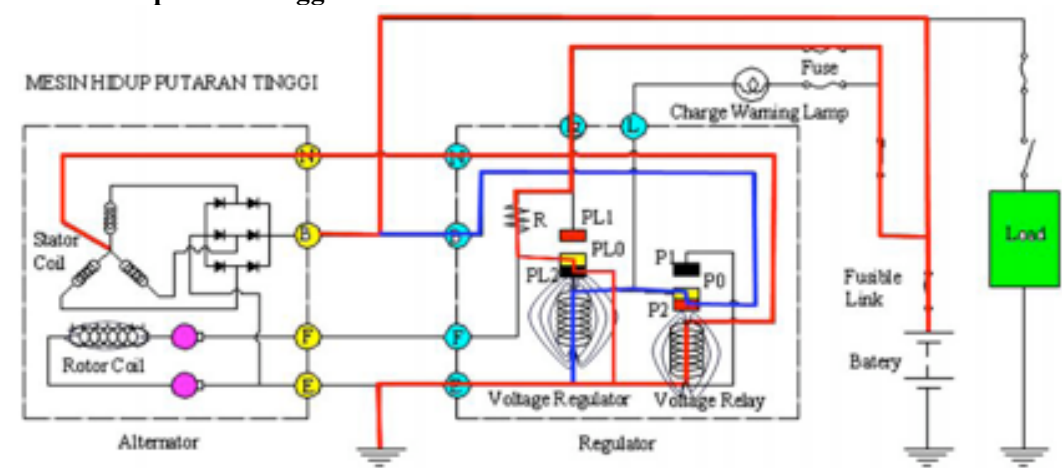 MESIN HIDUP PUTARAN TINGGI
Fuse
Charge Warning Lamp
L
N
B
B
R
PL1
PL0
PL2
P1
P0
P2
Stator
Coil
Load
Fusible
Link
F
F
Rotor Coil
Batery
E
E
Voltage Regulator
Voltage Relay
Alternator
Regulator